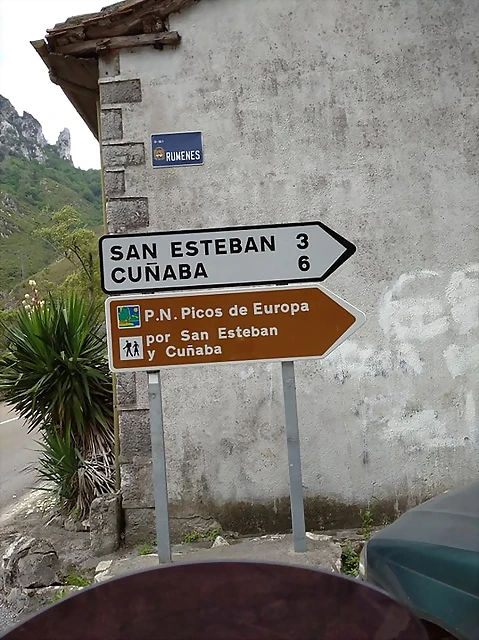 RUMENES
SAN ESTEBAN 3
CUÑABA 6
P.N. Picos de Europa
por San Esteban
y Cuñaba